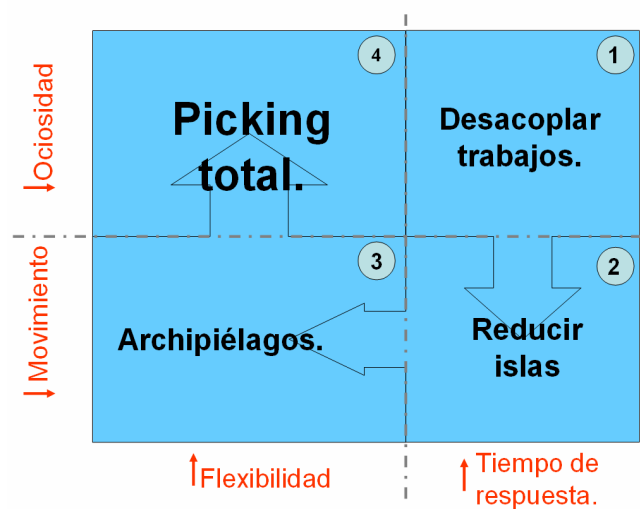 4
1
Picking
total.
Desacoplar
trabajos.
↓Ociosidad
3
2
Archipiélagos.
Reducir
islas
↓Movimiento
↑Flexibilidad
↑Tiempo de
respuesta.